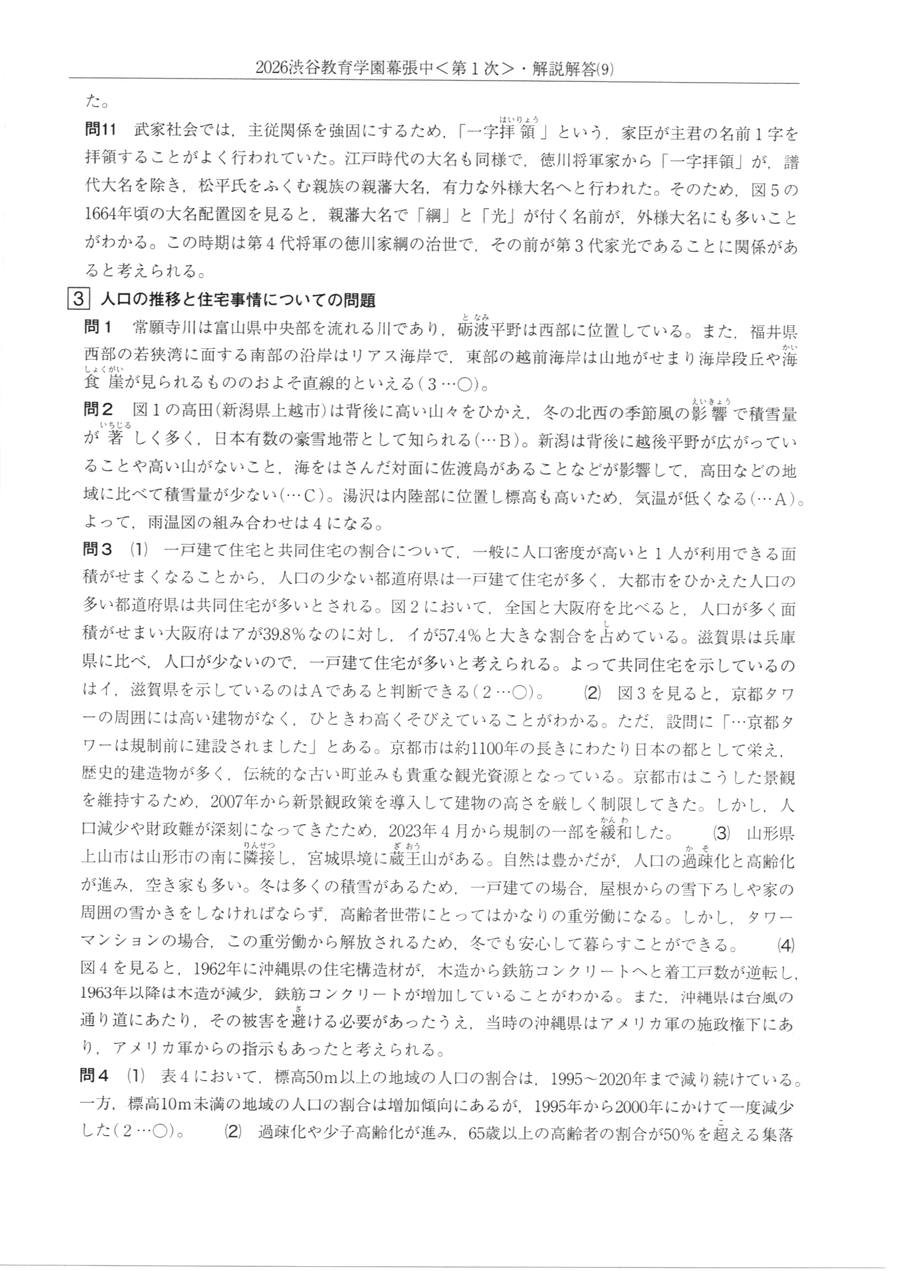 2026渋谷教育学園幕張中<第1次>・解説解答(9)
た。
問11 武家社会では，主従関係を強固にするため，「一字拝領」という，家臣が主君の名前1字を
拝領することがよく行われていた。江戸時代の大名も同様で，徳川将軍家から「一字拝領」が，譜
代大名を除き，松平氏をふくむ親族の親藩大名，有力な外様大名へと行われた。そのため，図5の
1664年頃の大名配置図を見ると，親藩大名で「綱」と「光」が付く名前が，外様大名にも多いこと
がわかる。この時期は第4代将軍の徳川家綱の治世で，その前が第3代家光であることに関係があ
ると考えられる。
3 人口の推移と住宅事情についての問題
問1 常願寺川は富山県中央部を流れる川であり，砺波平野は西部に位置している。また，福井県
西部の若狭湾に面する南部の沿岸はリアス海岸で，東部の越前海岸は山地がせまり海岸段丘や海
食崖が見られるもののおよそ直線的といえる(3…○)。
問2 図1の高田(新潟県上越市)は背後に高い山々をひかえ，冬の北西の季節風の影響で積雪量
が著しく多く，日本有数の豪雪地帯として知られる(…B)。新潟は背後に越後平野が広がってい
ることや高い山がないこと，海をはさんだ対面に佐渡島があることなどが影響して，高田などの地
域に比べて積雪量が少ない(…C)。湯沢は内陸部に位置し標高も高いため，気温が低くなる(…A)。
よって，雨温図の組み合わせは4になる。
問3 (1) 一戸建て住宅と共同住宅の割合について，一般に人口密度が高いと1人が利用できる面
積がせまくなることから，人口の少ない都道府県は一戸建て住宅が多く，大都市をひかえた人口の
多い都道府県は共同住宅が多いとされる。図2において，全国と大阪府を比べると，人口が多く面
積がせまい大阪府はアが39.8％なのに対し，イが57.4％と大きな割合を占めている。滋賀県は兵庫
県に比べ，人口が少ないので，一戸建て住宅が多いと考えられる。よって共同住宅を示しているの
はイ，滋賀県を示しているのはAであると判断できる(2…○)。 (2) 図3を見ると，京都タワ
ーの周囲には高い建物がなく，ひときわ高くそびえていることがわかる。ただ，設問に「…京都タ
ワーは規制前に建設されました」とある。京都市は約1100年の長きにわたり日本の都として栄え，
歴史的建造物が多く，伝統的な古い町並みも貴重な観光資源となっている。京都市はこうした景観
を維持するため，2007年から新景観政策を導入して建物の高さを厳しく制限してきた。しかし，人
口減少や財政難が深刻になってきたため，2023年4月から規制の一部を緩和した。 (3) 山形県
上山市は山形市の南に隣接し，宮城県境に蔵王山がある。自然は豊かだが，人口の過疎化と高齢化
が進み，空き家も多い。冬は多くの積雪があるため，一戸建ての場合，屋根からの雪下ろしや家の
周囲の雪かきをしなければならず，高齢者世帯にとってはかなりの重労働になる。しかし，タワー
マンションの場合，この重労働から解放されるため，冬でも安心して暮らすことができる。 (4)
図4を見ると，1962年に沖縄県の住宅構造材が，木造から鉄筋コンクリートへと着工戸数が逆転し，
1963年以降は木造が減少，鉄筋コンクリートが増加していることがわかる。また，沖縄県は台風の
通り道にあたり，その被害を避ける必要があったうえ，当時の沖縄県はアメリカ軍の施政権下にあ
り，アメリカ軍からの指示もあったと考えられる。
問4 (1) 表4において，標高50m以上の地域の人口の割合は，1995～2020年まで減り続けている。
一方，標高10m未満の地域の人口の割合は増加傾向にあるが，1995年から2000年にかけて一度減少
した(2…○)。 (2) 過疎化や少子高齢化が進み，65歳以上の高齢者の割合が50％を超える集落